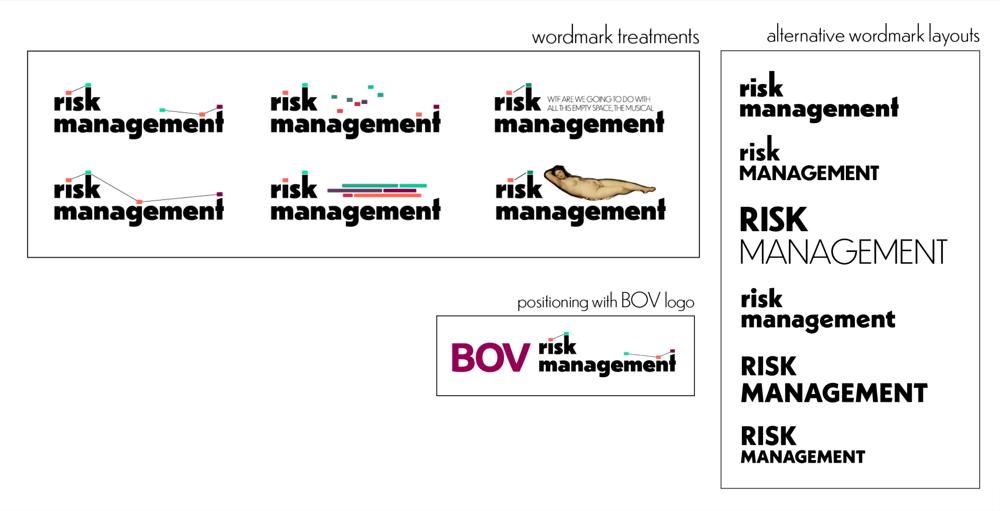 wordmark treatments
risk
management
risk
management
risk
WTF ARE WE GOING TO DO WITH
ALL THIS EMPTY SPACE, THE MUSICAL
management
risk
management
risk
management
risk
management
positioning with BOV logo
BOV
risk
management
alternative wordmark layouts
risk
management
risk
MANAGEMENT
RISK
MANAGEMENT
risk
management
RISK
MANAGEMENT
RISK
MANAGEMENT